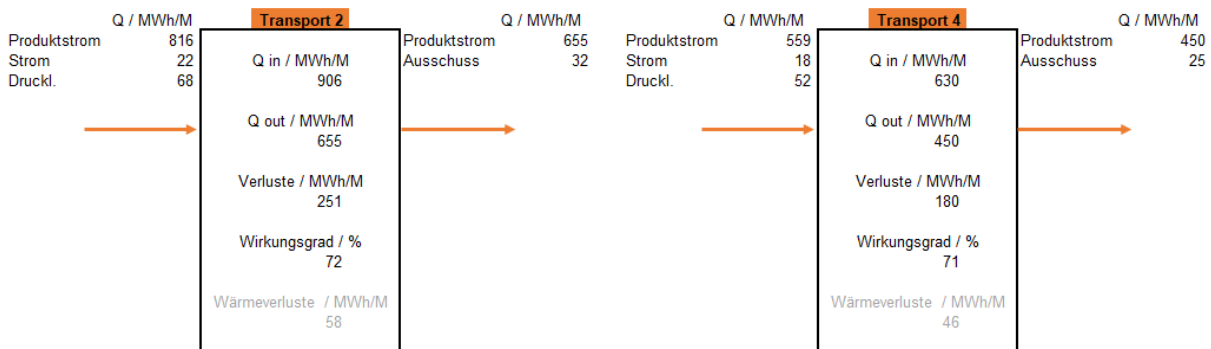 Q / MWh/M Transport 2 Q / MWh/M Q / MWh/M Transport 4 Q / MWh/M
Produktstrom 816 Produktstrom 655 Produktstrom 559 Produktstrom 450
Strom 22 Q in / MWh/M Ausschuss 32 Strom 18 Q in / MWh/M Ausschuss 25
Druckl. 68 906 Druckl. 52 630
Q out / MWh/M Q out / MWh/M
655 450
Verluste / MWh/M Verluste / MWh/M
251 180
Wirkungsgrad / % Wirkungsgrad / %
72 71
Wärmeverluste / MWh/M Wärmeverluste / MWh/M
58 46